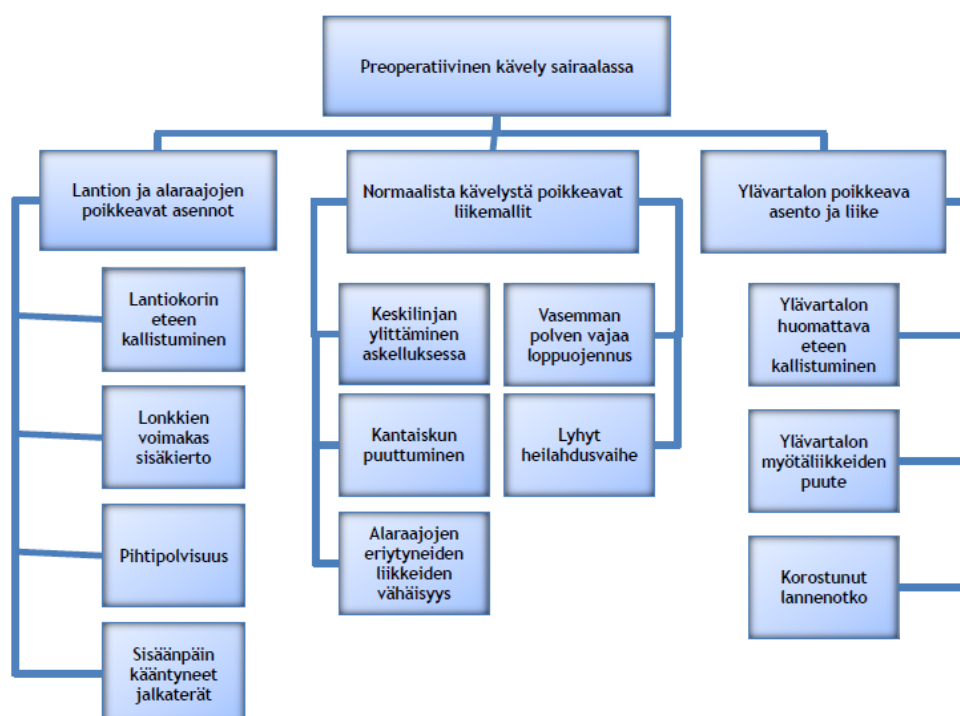 Preoperatiivinen kävely sairaalassa
Lantion ja alaraajojen
poikkeavat asennot
Lantiokorin
eteen
kallistuminen
Lonkkien
voimakas
sisäkierto
Pihtipolvisuus
Sisäänpäin
kääntyneet
jalkaterät
Normaalista kävelystä poikkeavat
liikemallit
Keskilinjan
ylittäminen
askelluksessa
Kantaiskun
puuttuminen
Alaraajojen
eriytyneiden
liikkeiden
vähäisyys
Vasemman
polven vajaa
loppuojennus
Lyhyt
heilahdusvaihe
Ylävartalon poikkeava
asento ja liike
Ylävartalon
huomattava
eteen
kallistuminen
Ylävartalon
myötäliikkeiden
puute
Korostunut
lannenotko